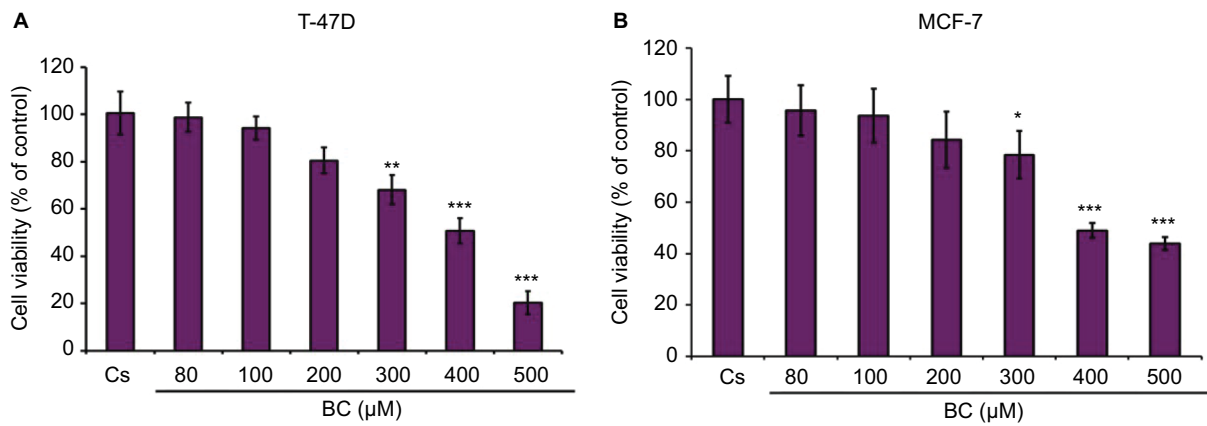 A
T-47D
Cell viability (% of control)
120
100
80
60
40
20
0
**
***
***
Cs 80 100 200 300 400 500
BC (µM)
B
MCF-7
Cell viability (% of control)
120
100
80
60
40
20
0
*
***
***
Cs 80 100 200 300 400 500
BC (µM)